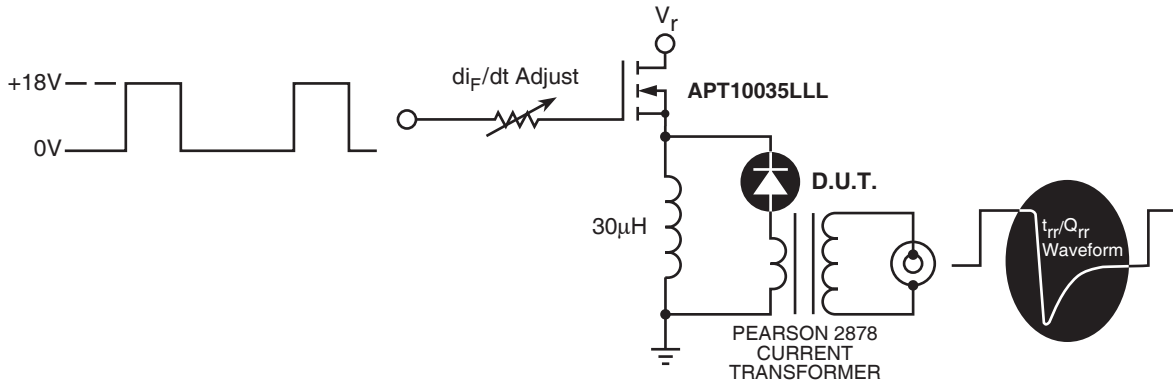 V_r
+18V
0V
di_F/dt Adjust
APT10035LLL
D.U.T.
30μH
t_rr/Q_rr
Waveform
PEARSON 2878
CURRENT
TRANSFORMER